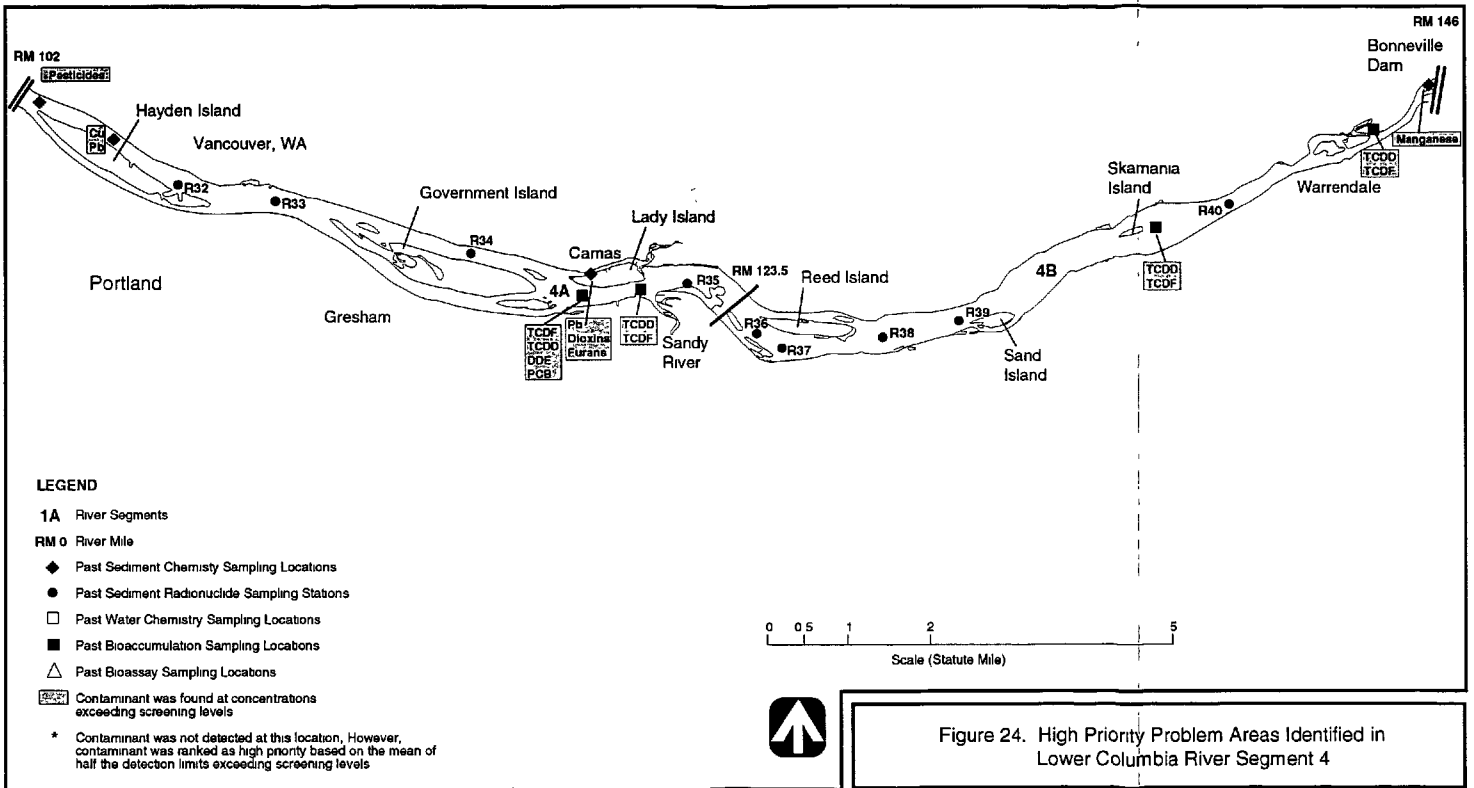 RM 146
Bonneville
Dam
RM 102
Pesticides
Hayden Island
Cu
Pb
Vancouver, WA
Manganese
TCDD
TCDF
Warrendale
Skamania
Island
R32
R33
Government Island
R40
Lady Island
R34
Camas
RM 123.5
4B
TCDD
TCDF
Portland
4A
R35
Reed Island
Gresham
R36
R39
R38
R37
TCDF
TCDD
DDE
PCB
Pb
Dioxins
Furans
TCDD
TCDF
Sandy
River
Sand
Island
LEGEND
1A River Segments
RM 0 River Mile
Past Sediment Chemisty Sampling Locations
Past Sediment Radionuclide Sampling Stations
Past Water Chemistry Sampling Locations
Past Bioaccumulation Sampling Locations
Past Bioassay Sampling Locations
Contaminant was found at concentrations
exceeding screening levels
* Contaminant was not detected at this location, However,
contaminant was ranked as high priority based on the mean of
half the detection limits exceeding screening levels
0 0 5 1 2 5
Scale (Statute Mile)
Figure 24. High Priority Problem Areas Identified in
Lower Columbia River Segment 4